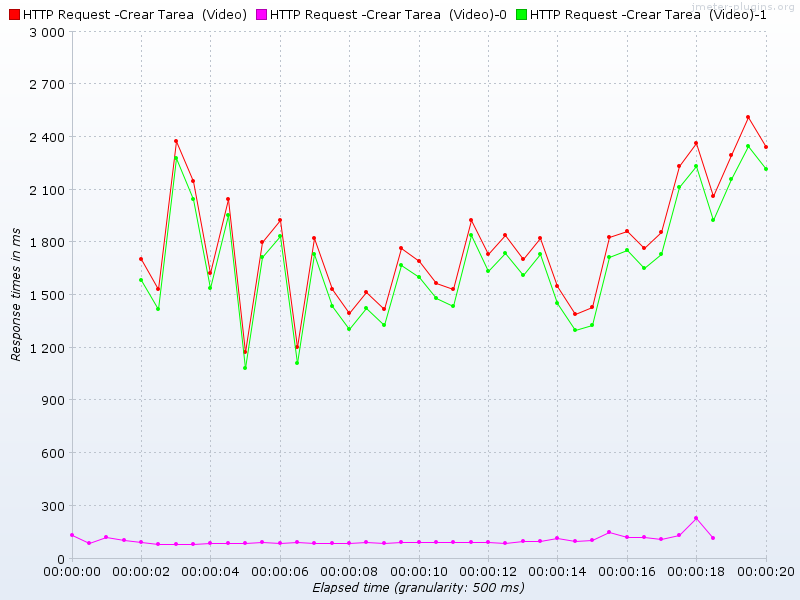 jmeter-plugins.org
HTTP Request -Crear Tarea  (Video) HTTP Request -Crear Tarea  (Video)-0 HTTP Request -Crear Tarea  (Video)-1
3 000
2 700
2 400
2 100
1 800
1 500
1 200
900
600
300
0
Response times in ms
00:00:00 00:00:02 00:00:04 00:00:06 00:00:08 00:00:10 00:00:12 00:00:14 00:00:16 00:00:18 00:00:20
Elapsed time (granularity: 500 ms)